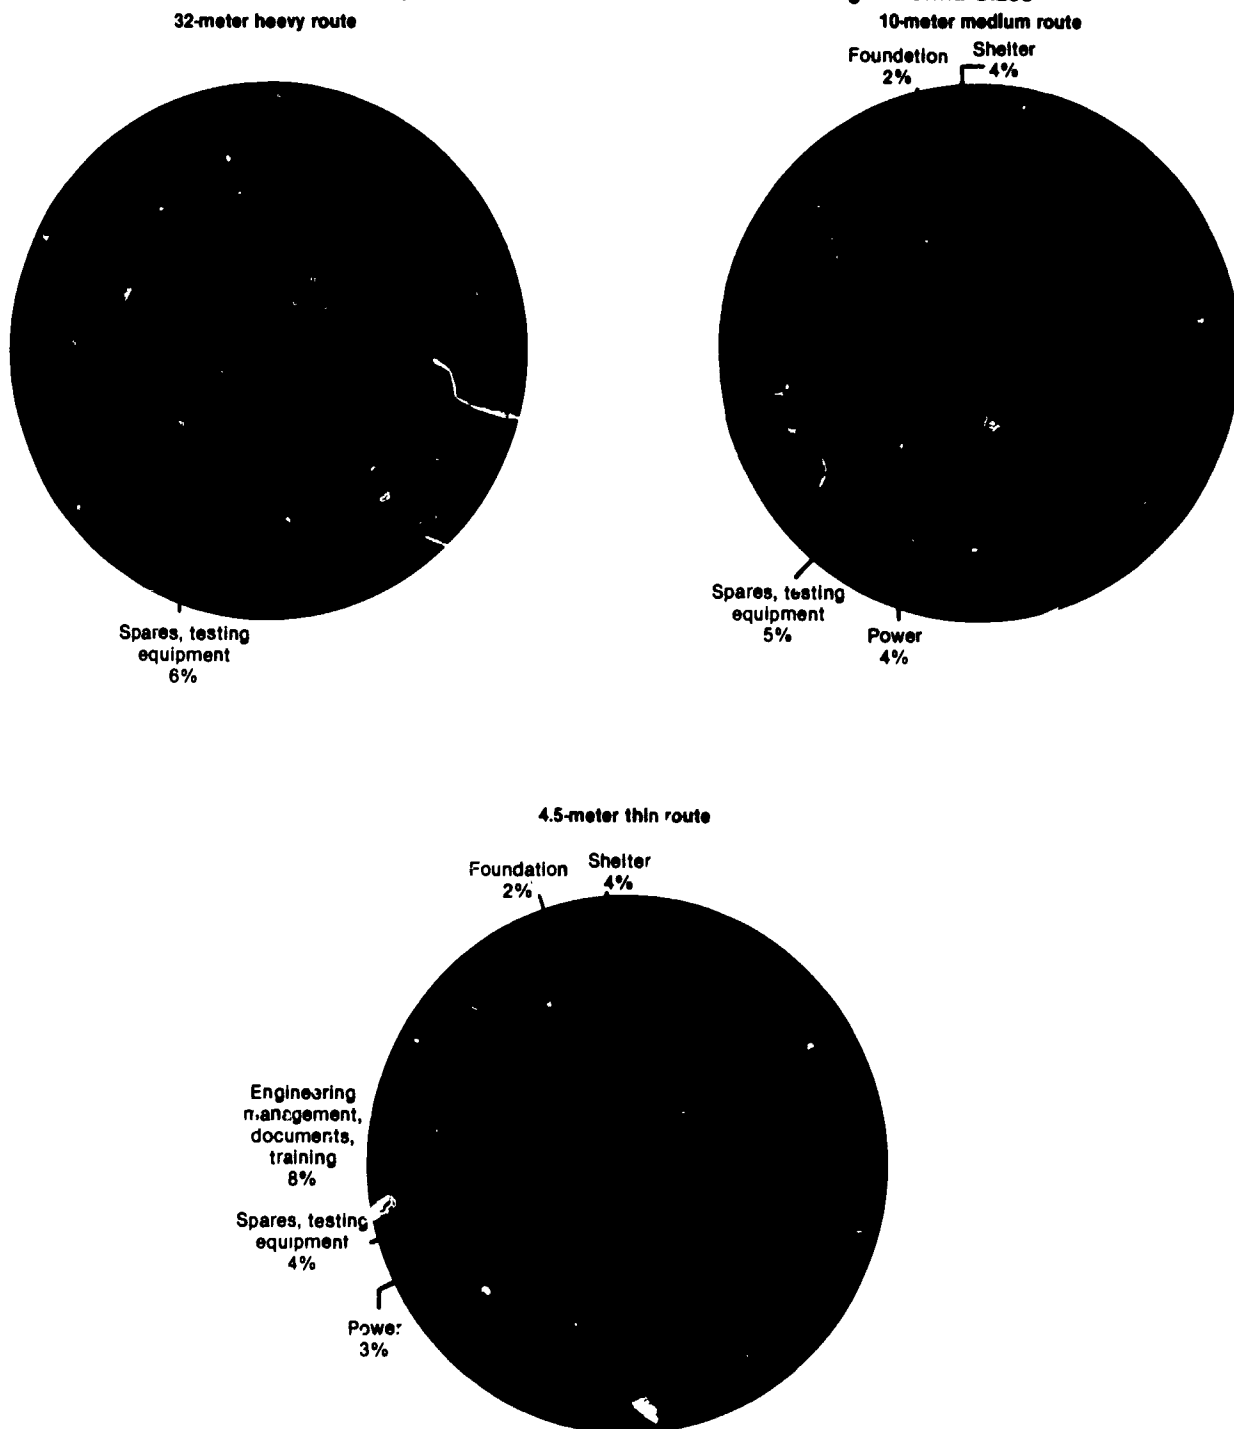 32-meter heevy route
10-meter medium route
Foundetion
2%
Shelter
4%
Spares, testing
equipment
6%
Spares, testing
equipment
5%
Power
4%
4.5-meter thin route
Foundation
2%
Shelter
4%
Engineering
management,
documents,
training
8%
Spares, testing
equipment
4%
Power
3%